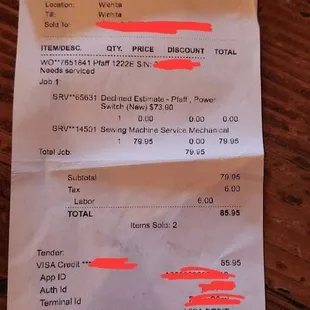 Location: Wichita
Till: Wichita
Sold To:
ITEM/DESC. QTY. PRICE DISCOUNT TOTAL
WO**7651841 Pfaff 1222E S:N:
Needs serviced
Job 1:
SRV**65631 Declined Estimate - Pfaff , Power
Switch (New) $73.60
1 0.00 0.00 0.00
SRV**14501 Sewing Machine Service Mechanical
1 79.95 0.00 79.95
Total Job: 79.95
Subtotal 79.95
Tax 6.00
Labor 6.00
TOTAL 85.95
Items Sold: 2
Tender:
VISA Credit *** 85.95
App ID
Auth Id
Terminal Id